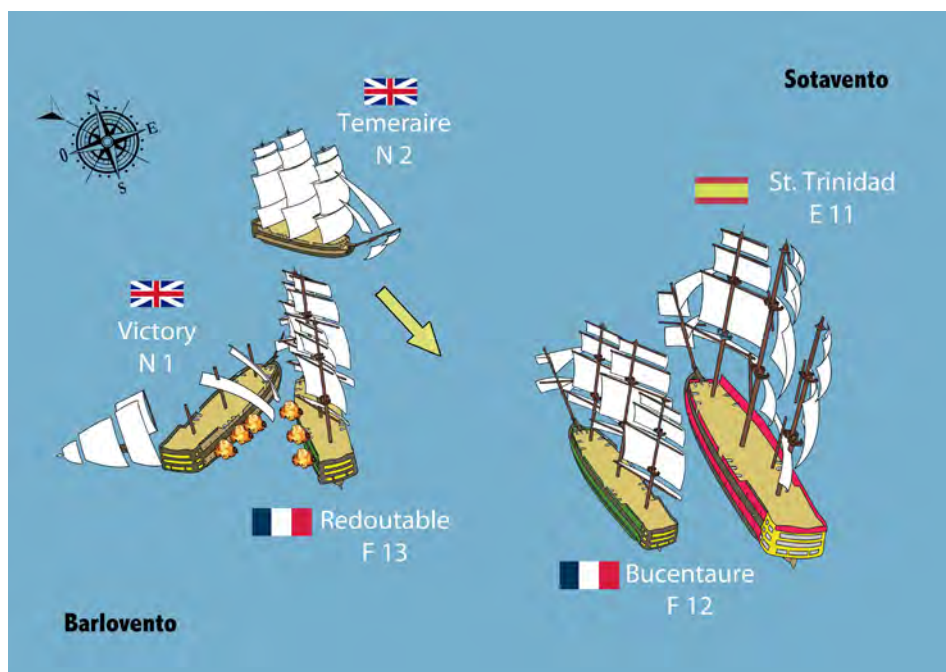 Sotavento
N
E
S
O
Temeraire
N 2
St. Trinidad
E 11
Victory
N 1
Redoutable
F 13
Bucentaure
F 12
Barlovento